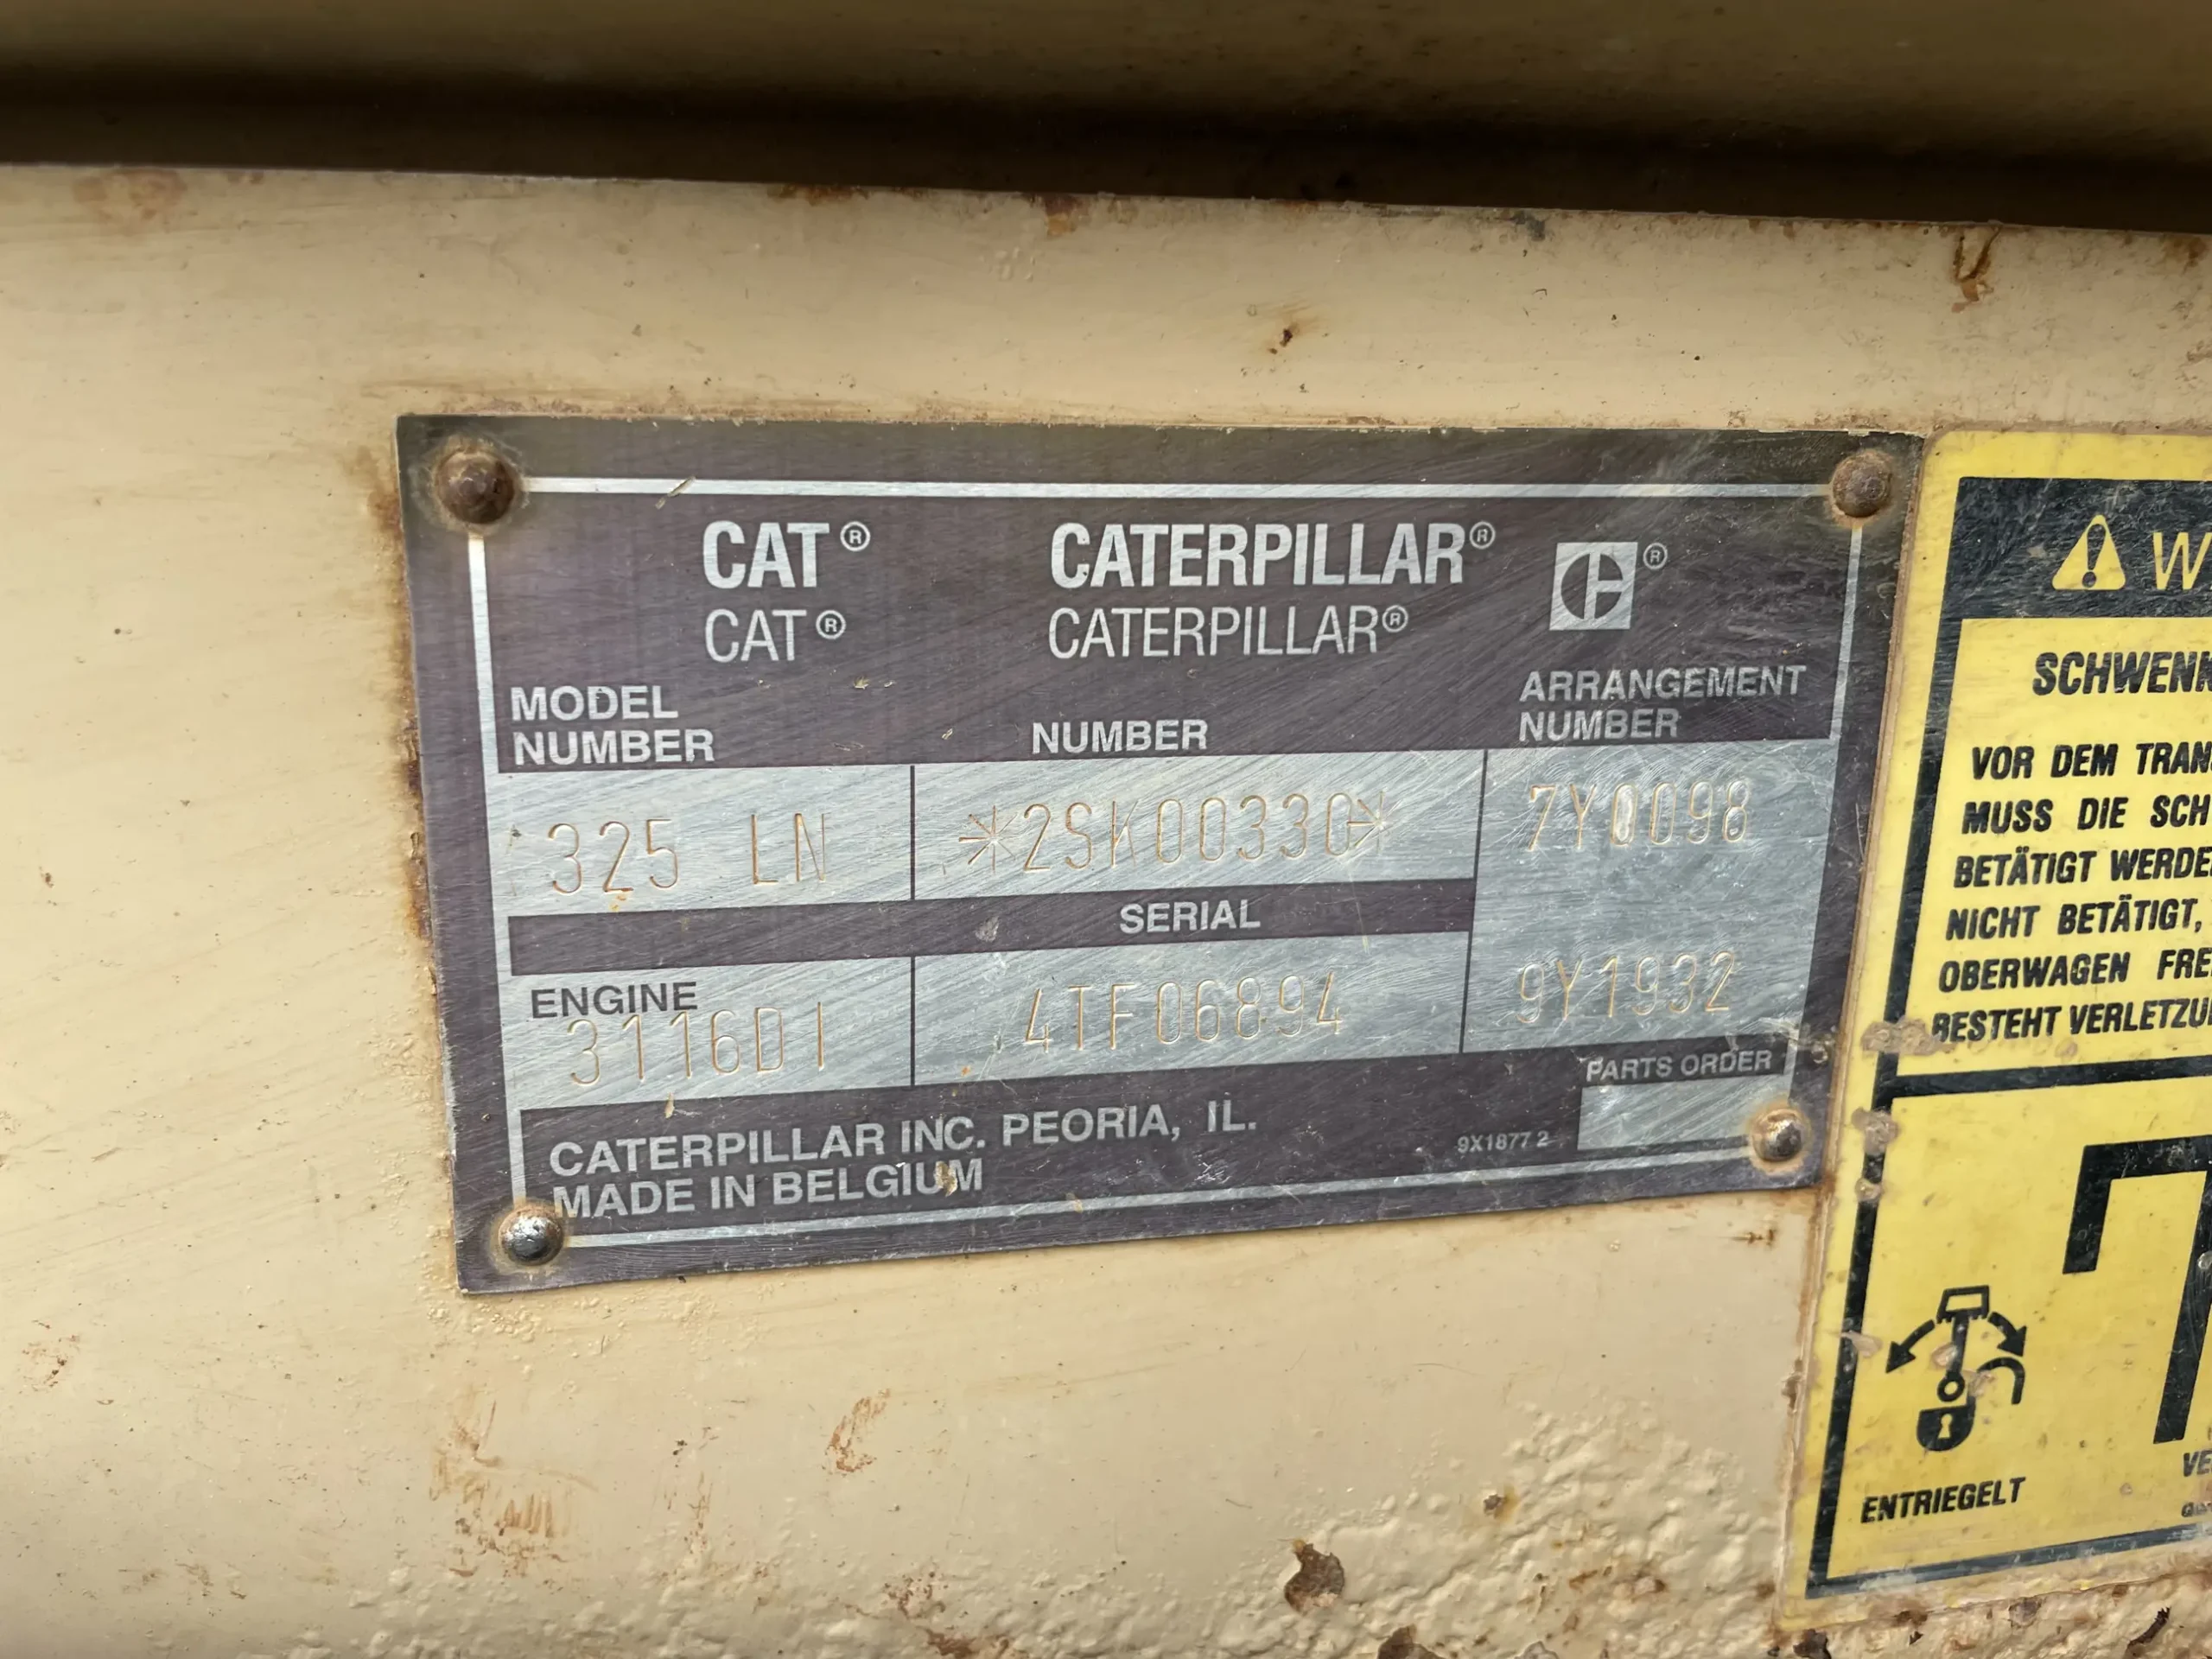 CAT® CATERPILLAR® ®
CAT® CATERPILLAR®
MODEL NUMBER
NUMBER
ARRANGEMENT NUMBER
325 LN *2SK00330* 7Y0098
SERIAL
ENGINE
3116DI 4TF06894 9Y1932
PARTS ORDER
CATERPILLAR INC. PEORIA, IL.
MADE IN BELGIUM
9X1877 2
W
SCHWENK
VOR DEM TRAN
MUSS DIE SCH
BETÄTIGT WERDE
NICHT BETÄTIGT,
OBERWAGEN FRE
BESTEHT VERLETZU
ENTRIEGELT
VE